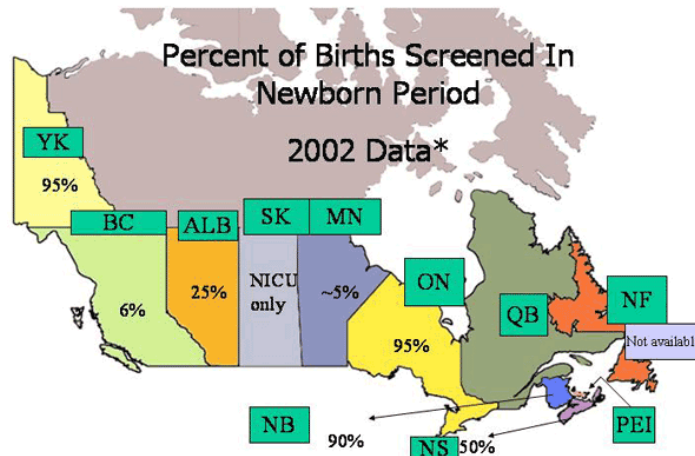 Percent of Births Screened In
Newborn Period
2002 Data*
YK
95%
BC
ALB
SK
MN
6%
25%
NICU
only
~5%
ON
95%
QB
NF
Not available
NB
90%
NS
50%
PEI